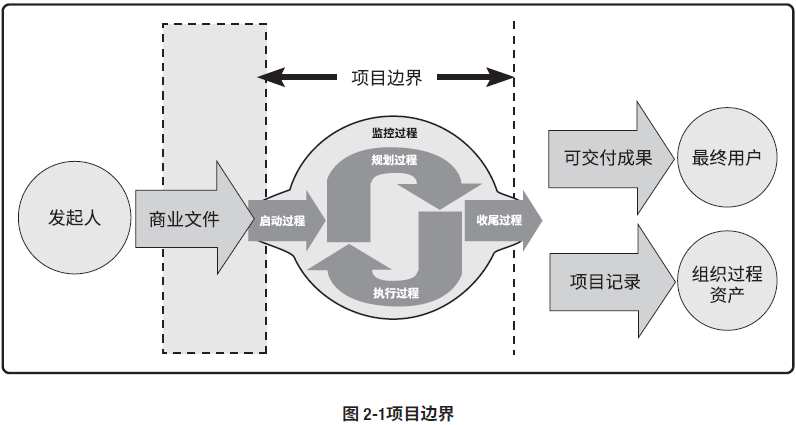 项目边界
监控过程
规划过程
可交付成果
最终用户
发起人
商业文件
启动过程
收尾过程
执行过程
项目记录
组织过程
资产
图 2-1项目边界